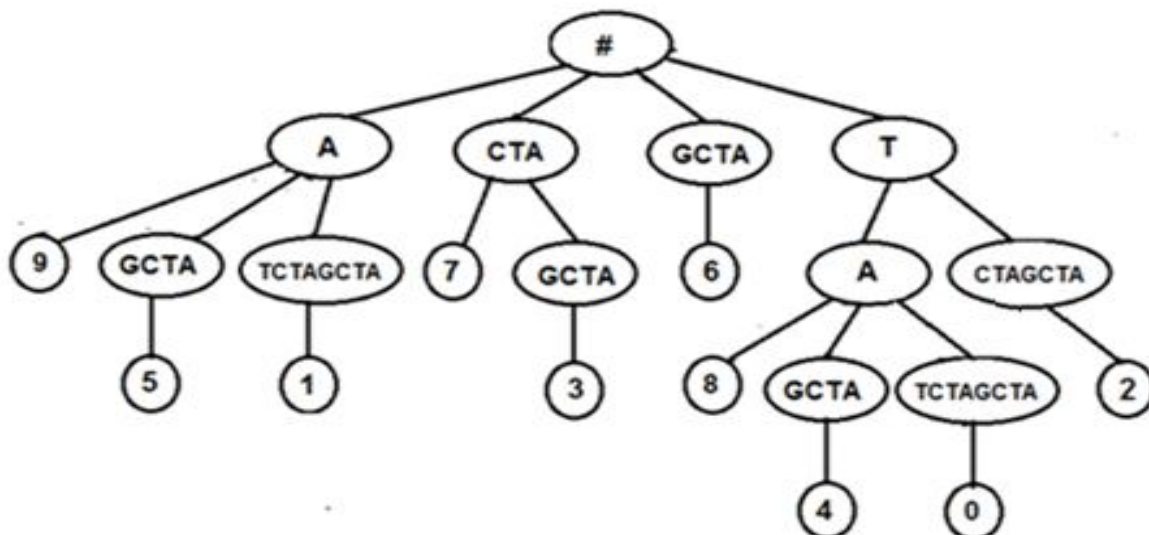 #
A CTA GCTA T
9 GCTA TCTAGCTA 7 GCTA 6 A CTAGCTA
5 1 3 8 GCTA TCTAGCTA 2
4 0